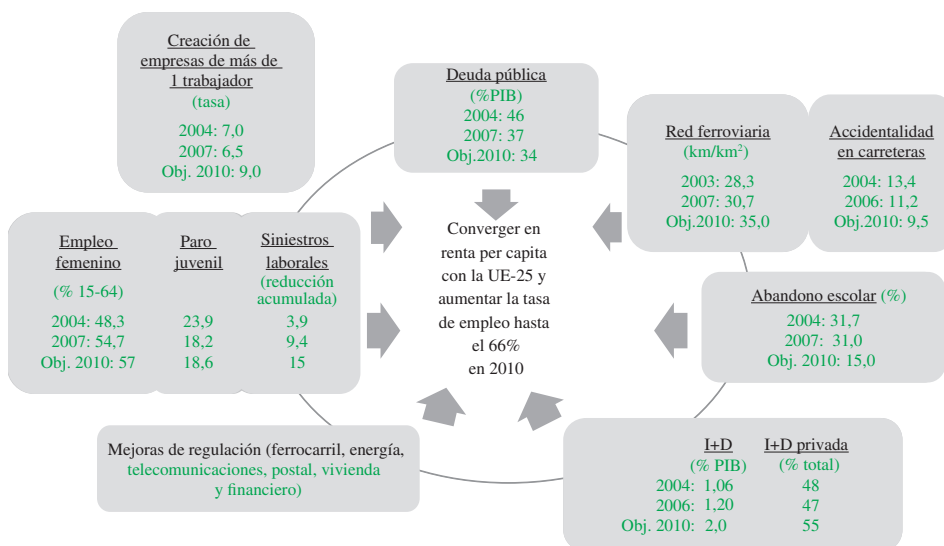 Creación de
empresas de más de
1 trabajador
(tasa)
2004: 7,0
2007: 6,5
Obj. 2010: 9,0
Deuda pública
(%PIB)
2004: 46
2007: 37
Obj.2010: 34
Red ferroviaria
(km/km²)
2003: 28,3
2007: 30,7
Obj.2010: 35,0
Accidentalidad
en carreteras
2004: 13,4
2006: 11,2
Obj.2010: 9,5
Empleo
femenino
(% 15-64)
2004: 48,3
2007: 54,7
Obj. 2010: 57
Paro
juvenil
23,9
18,2
18,6
Siniestros
laborales
(reducción
acumulada)
3,9
9,4
15
Converger en
renta per capita
con la UE-25 y
aumentar la tasa
de empleo hasta
el 66%
en 2010
Abandono escolar (%)
2004: 31,7
2007: 31,0
Obj. 2010: 15,0
Mejoras de regulación (ferrocarril, energía,
telecomunicaciones, postal, vivienda
y financiero)
I+D
(% PIB)
2004: 1,06
2006: 1,20
Obj. 2010: 2,0
I+D privada
(% total)
48
47
55